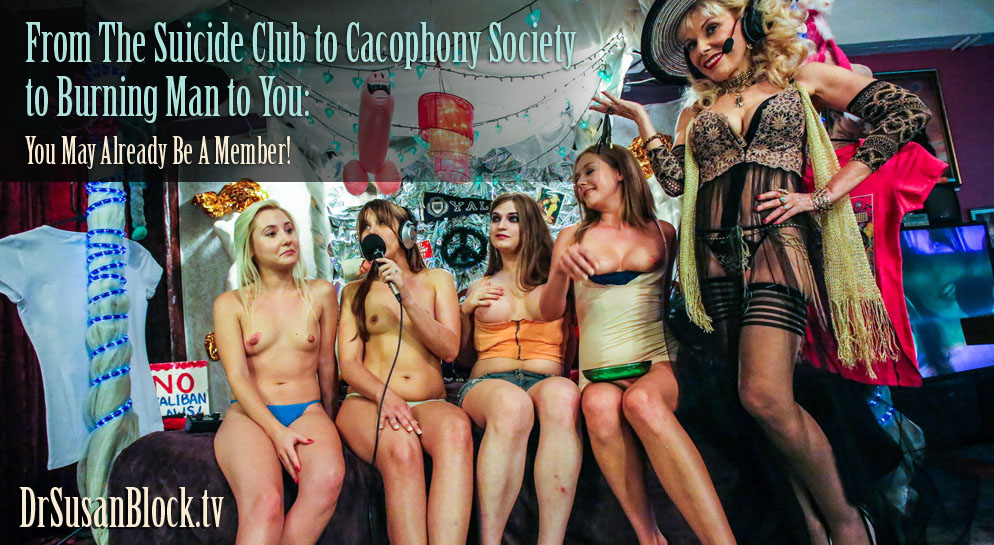 From The Suicide Club to Cacophony Society
to Burning Man to You:
You May Already Be A Member!
YAL
NO
TALIBAN
LAWS!
DrSusanBlock.tv